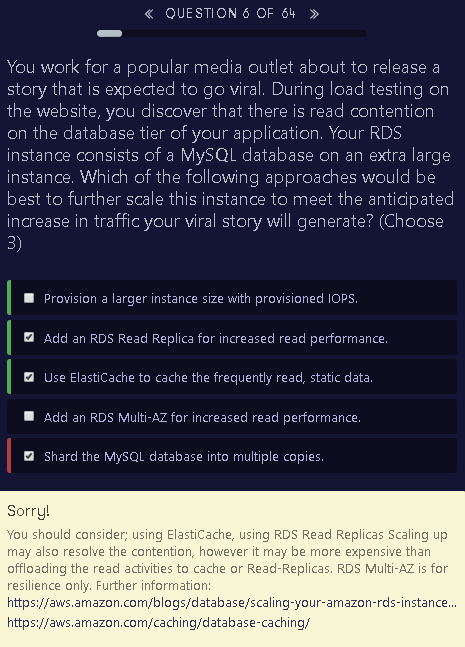 « QUESTION 6 OF 64 »
You work for a popular media outlet about to release a
story that is expected to go viral. During load testing on
the website, you discover that there is read contention
on the database tier of your application. Your RDS
instance consists of a MySQL database on an extra large
instance. Which of the following approaches would be
best to further scale this instance to meet the anticipated
increase in traffic your viral story will generate? (Choose
3)
Provision a larger instance size with provisioned IOPS.
Add an RDS Read Replica for increased read performance.
Use ElastiCache to cache the frequently read, static data.
Add an RDS Multi-AZ for increased read performance.
Shard the MySQL database into multiple copies.
Sorry!
You should consider; using ElastiCache, using RDS Read Replicas Scaling up
may also resolve the contention, however it may be more expensive than
offloading the read activities to cache or Read-Replicas. RDS Multi-AZ is for
resilience only. Further information:
https://aws.amazon.com/blogs/database/scaling-your-amazon-rds-instance...
https://aws.amazon.com/caching/database-caching/